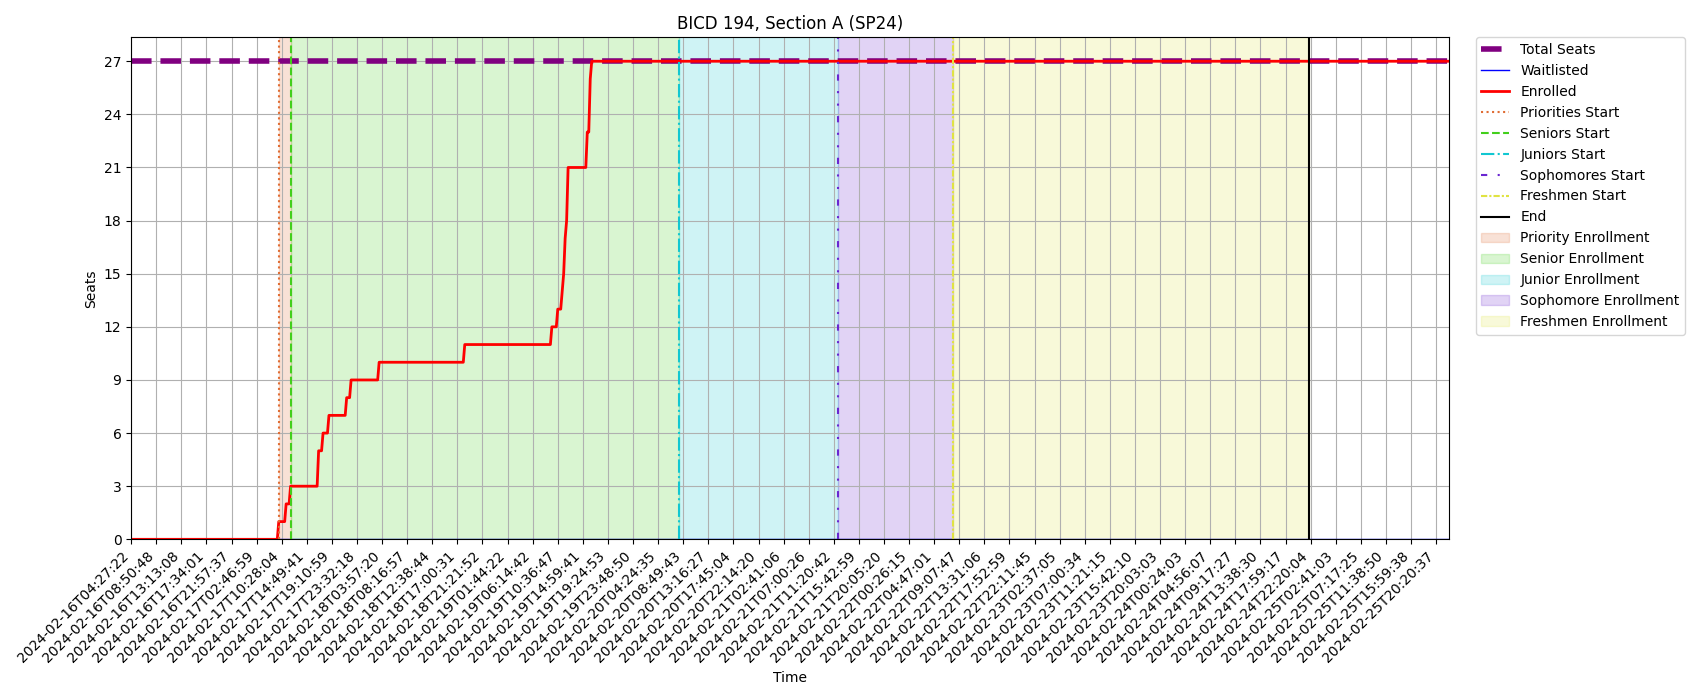 BICD 194, Section A (SP24)
Seats
27
24
21
18
15
12
9
6
3
0
2024-02-16T04:27:22
2024-02-16T08:50:48
2024-02-16T13:13:08
2024-02-16T17:34:01
2024-02-16T21:57:37
2024-02-17T02:46:59
2024-02-17T10:28:04
2024-02-17T14:49:41
2024-02-17T19:10:59
2024-02-17T23:32:18
2024-02-18T03:57:20
2024-02-18T08:16:57
2024-02-18T12:38:44
2024-02-18T17:00:31
2024-02-18T21:21:52
2024-02-19T01:44:22
2024-02-19T06:14:42
2024-02-19T10:36:47
2024-02-19T14:59:41
2024-02-19T19:24:53
2024-02-19T23:48:50
2024-02-20T04:24:35
2024-02-20T08:49:43
2024-02-20T13:16:27
2024-02-20T17:45:04
2024-02-20T22:14:20
2024-02-21T02:41:06
2024-02-21T07:00:26
2024-02-21T11:20:42
2024-02-21T15:42:59
2024-02-21T20:05:20
2024-02-22T00:26:15
2024-02-22T04:47:01
2024-02-22T09:07:47
2024-02-22T13:31:06
2024-02-22T17:52:59
2024-02-22T22:11:45
2024-02-23T02:37:05
2024-02-23T07:00:34
2024-02-23T11:21:15
2024-02-23T15:42:10
2024-02-23T20:03:03
2024-02-24T00:24:03
2024-02-24T04:56:07
2024-02-24T09:17:27
2024-02-24T13:38:30
2024-02-24T17:59:17
2024-02-24T22:20:04
2024-02-25T02:41:03
2024-02-25T07:17:25
2024-02-25T11:38:50
2024-02-25T15:59:38
2024-02-25T20:20:37
Time
Total Seats
Waitlisted
Enrolled
Priorities Start
Seniors Start
Juniors Start
Sophomores Start
Freshmen Start
End
Priority Enrollment
Senior Enrollment
Junior Enrollment
Sophomore Enrollment
Freshmen Enrollment